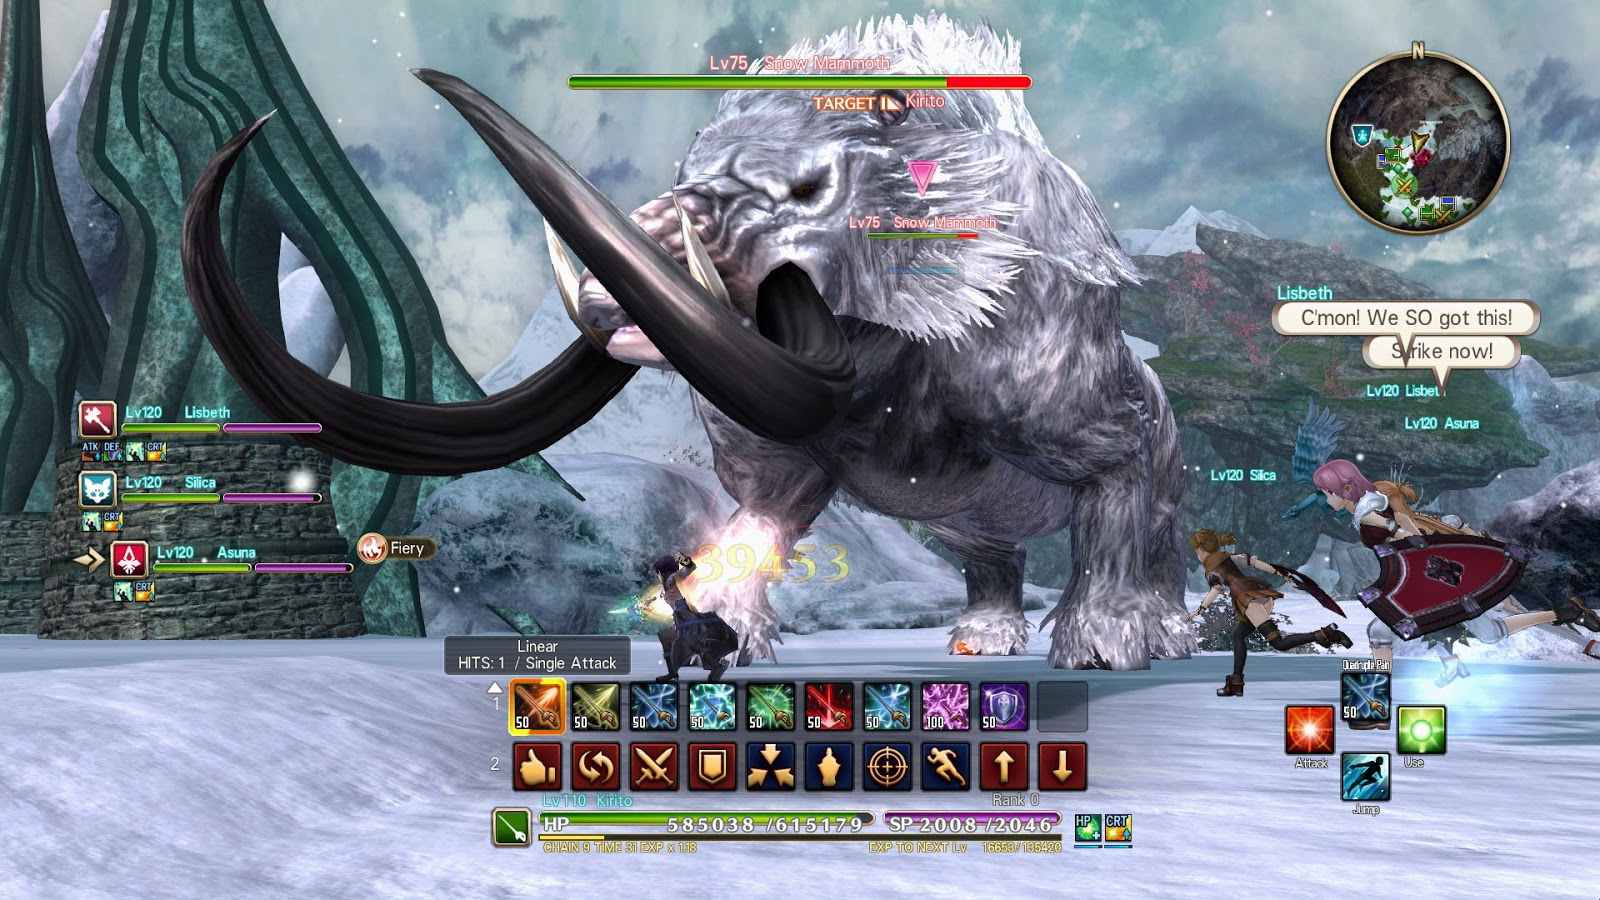 N
Lv75 Snow Mammoth
TARGET Kirito
Lv75 Snow Mammoth
Lisbeth
C'mon! We SO got this!
Strike now!
Lv120 Lisbet
Lv120 Asuna
Lv120 Silica
Lv120 Lisbeth
ATK DEF CRT
Lv120 Silica
CRT
Lv120 Asuna
CRT
Fiery
39453
Linear
HITS: 1 / Single Attack
1
50 50 50 50 50 50 50 100 50
2
Quadruple Pain
50
Attack
Use
Jump
Lv110 Kirito
Rank 0
HP 585038 /615179
SP 2008 /2046
HP CRT
CHAIN 9 TIME 31 EXP x 1.18
EXP TO NEXT Lv 16653/135420